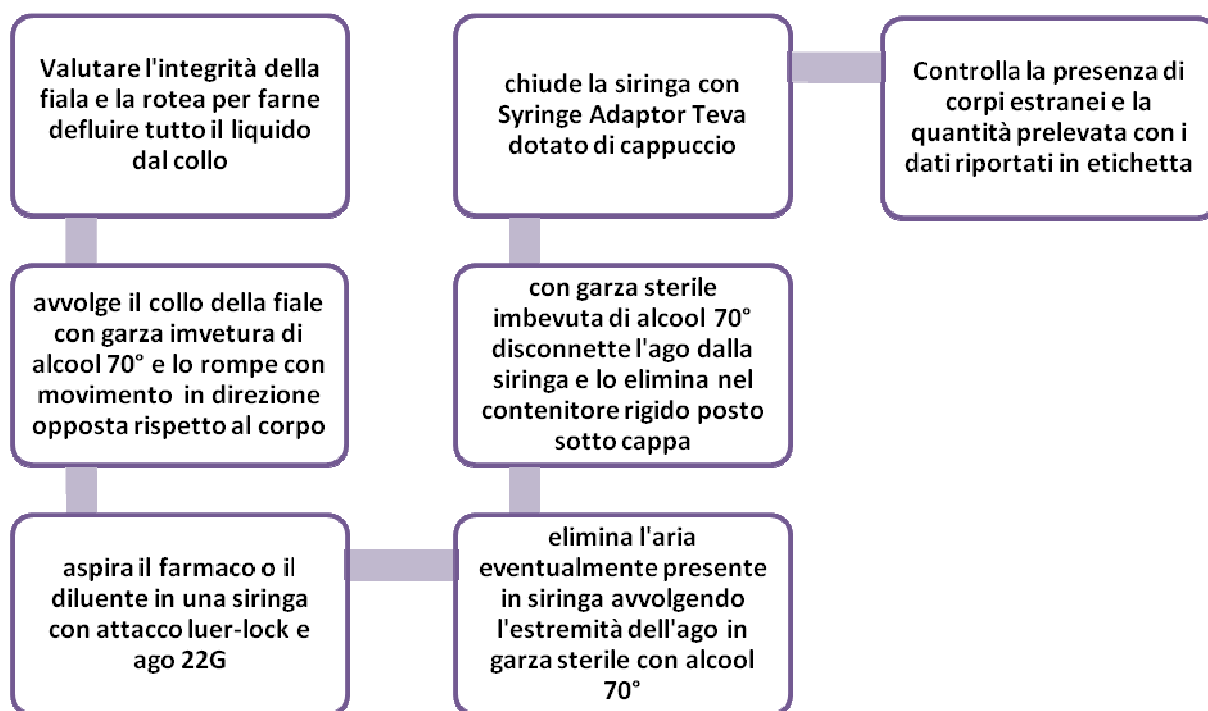 Valutare l'integrità della
fiala e la rotea per farne
defluire tutto il liquido
dal collo
avvolge il collo della fiale
con garza imvetura di
alcool 70° e lo rompe con
movimento in direzione
opposta rispetto al corpo
aspira il farmaco o il
diluente in una siringa
con attacco luer-lock e
ago 22G
elimina l'aria
eventualmente presente
in siringa avvolgendo
l'estremità dell'ago in
garza sterile con alcool
70°
con garza sterile
imbevuta di alcool 70°
disconnette l'ago dalla
siringa e lo elimina nel
contenitore rigido posto
sotto cappa
chiude la siringa con
Syringe Adaptor Teva
dotato di cappuccio
Controlla la presenza di
corpi estranei e la
quantità prelevata con i
dati riportati in etichetta